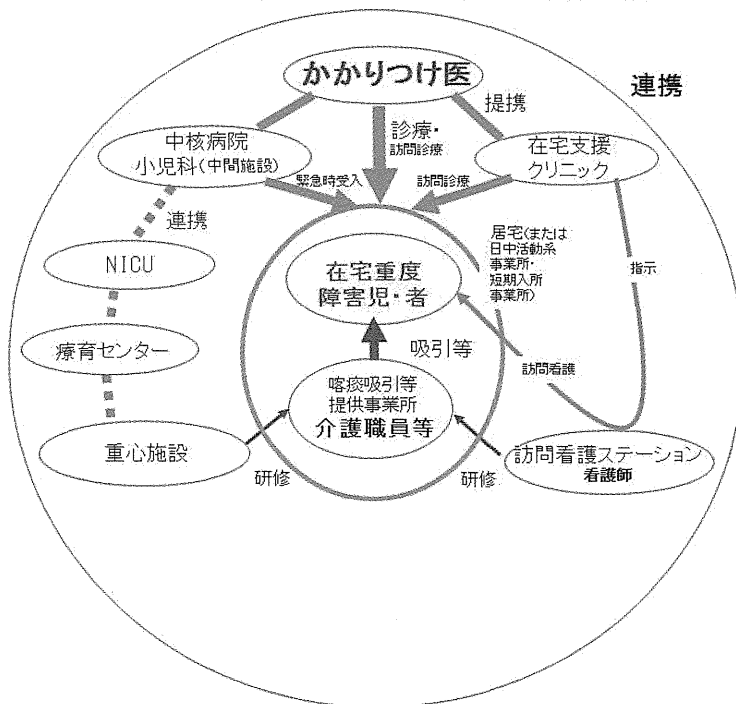 かかりつけ医
連携
提携
中核病院
小児科(中間施設)
診療・
訪問診療
在宅支援
クリニック
緊急時受入
訪問診療
連携
居宅(または
日中活動系
事業所・
短期入所
事業所)
指示
NICU
在宅重度
障害児・者
療育センター
吸引等
訪問看護
喀痰吸引等
提供事業所
介護職員等
重心施設
訪問看護ステーション
看護師
研修
研修